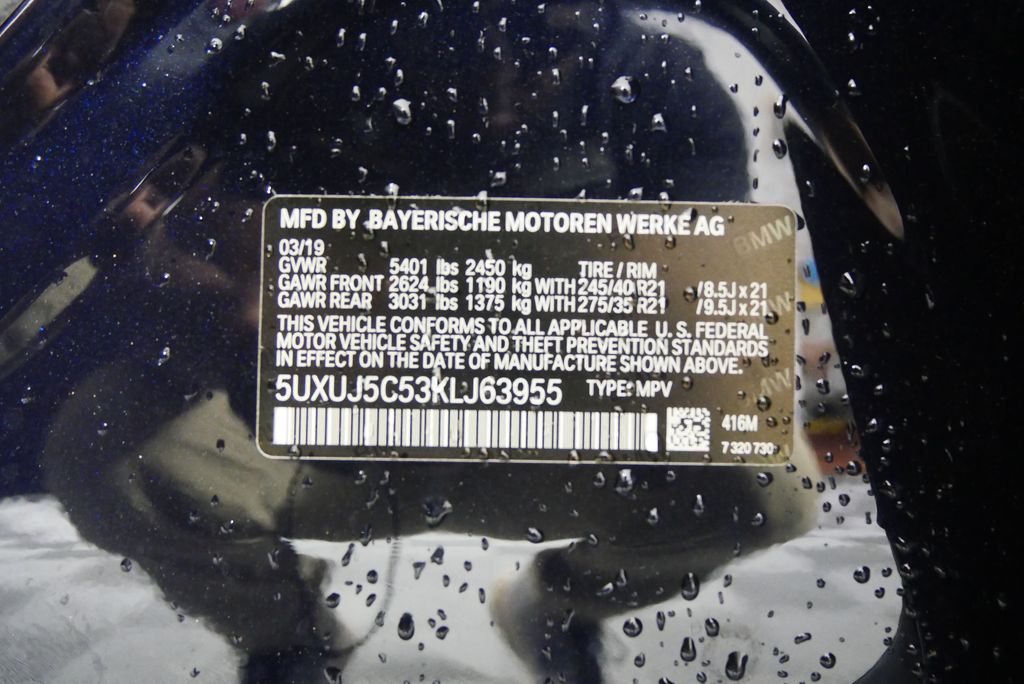 MFD BY BAYERISCHE MOTOREN WERKE AG
03/19
GVWR 5401 lbs 2450 kg TIRE / RIM
GAWR FRONT 2624 lbs 1190 kg WITH 245/40 R21 /8.5J x 21
GAWR REAR 3031 lbs 1375 kg WITH 275/35 R21 /9.5J x 21
THIS VEHICLE CONFORMS TO ALL APPLICABLE U. S. FEDERAL
MOTOR VEHICLE SAFETY AND THEFT PREVENTION STANDARDS
IN EFFECT ON THE DATE OF MANUFACTURE SHOWN ABOVE.
5UXUJ5C53KLJ63955 TYPE: MPV
416M
7 320 730
BMW